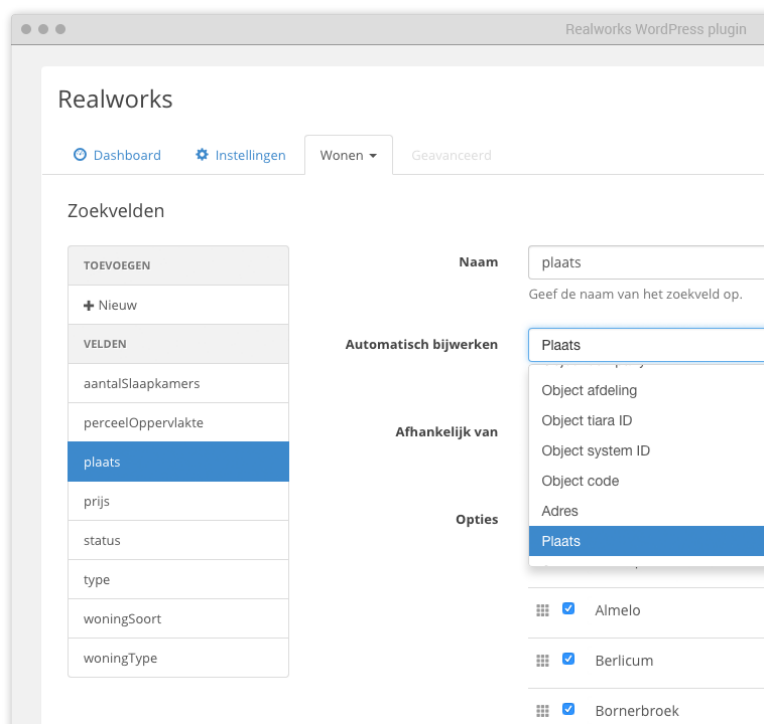 Realworks WordPress plugin
Realworks
Dashboard Instellingen Wonen Geavanceerd
Zoekvelden
TOEVOEGEN
Nieuw
VELDEN
aantalSlaapkamers
perceelOppervlakte
plaats
prijs
status
type
woningSoort
woningType
Naam
plaats
Geef de naam van het zoekveld op.
Automatisch bijwerken
Plaats
Object afdeling
Object tiara ID
Object system ID
Object code
Adres
Plaats
Afhankelijk van
Opties
Almelo
Berlicum
Bornerbroek